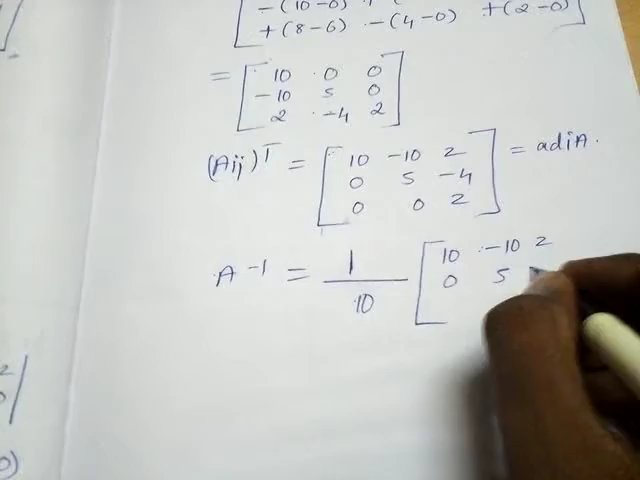 -(10-0)
+(8-6) -(4-0) +(2-0)
= 10 0 0
-10 5 0
2 -4 2
(Aij)ᵀ = 10 -10 2 = adjA.
0 5 -4
0 0 2
A⁻¹ = 1/10 10 -10 2
0 5